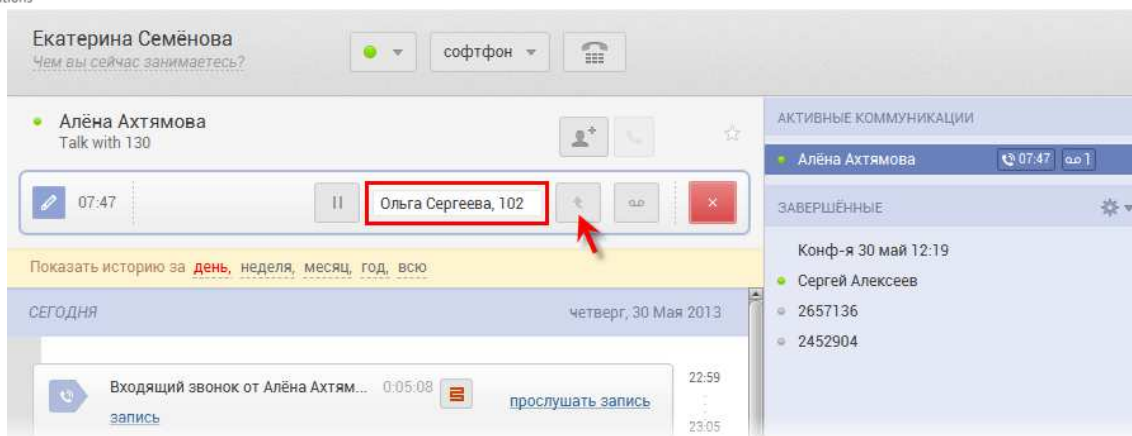 Екатерина Семёнова
Чем вы сейчас занимаетесь?
софтфон
Алёна Ахтямова
Talk with 130
07:47
Ольга Сергеева, 102
Показать историю за день, неделя, месяц, год, всю
СЕГОДНЯ
четверг, 30 Мая 2013
Входящий звонок от Алёна Ахтям... 0:05:08
запись
прослушать запись
22:59
23:05
АКТИВНЫЕ КОММУНИКАЦИИ
Алёна Ахтямова 07:47 1
ЗАВЕРШЁННЫЕ
Конф-я 30 май 12:19
Сергей Алексеев
2657136
2452904